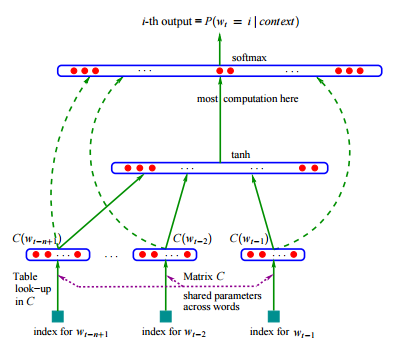 i-th output = P(w_t = i | context)
softmax
... ...
most computation here
tanh
... ...
C(w_{t−n+1}) C(w_{t−2}) C(w_{t−1})
... ... ... ...
Table look-up in C
Matrix C
shared parameters
across words
index for w_{t−n+1} index for w_{t−2} index for w_{t−1}